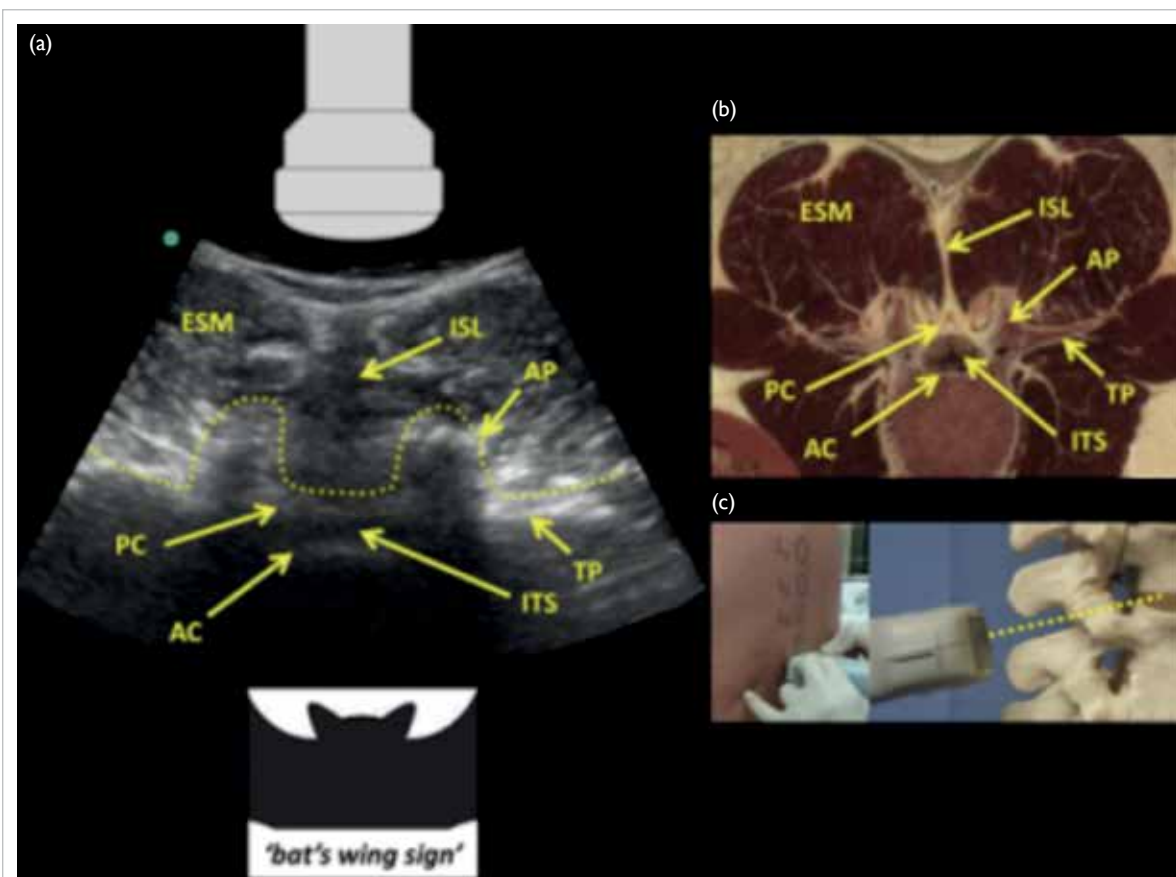 (a)
ESM
ISL
AP
PC
TP
ITS
AC
'bat's wing sign'
(b)
ESM
ISL
AP
PC
TP
AC
ITS
(c)